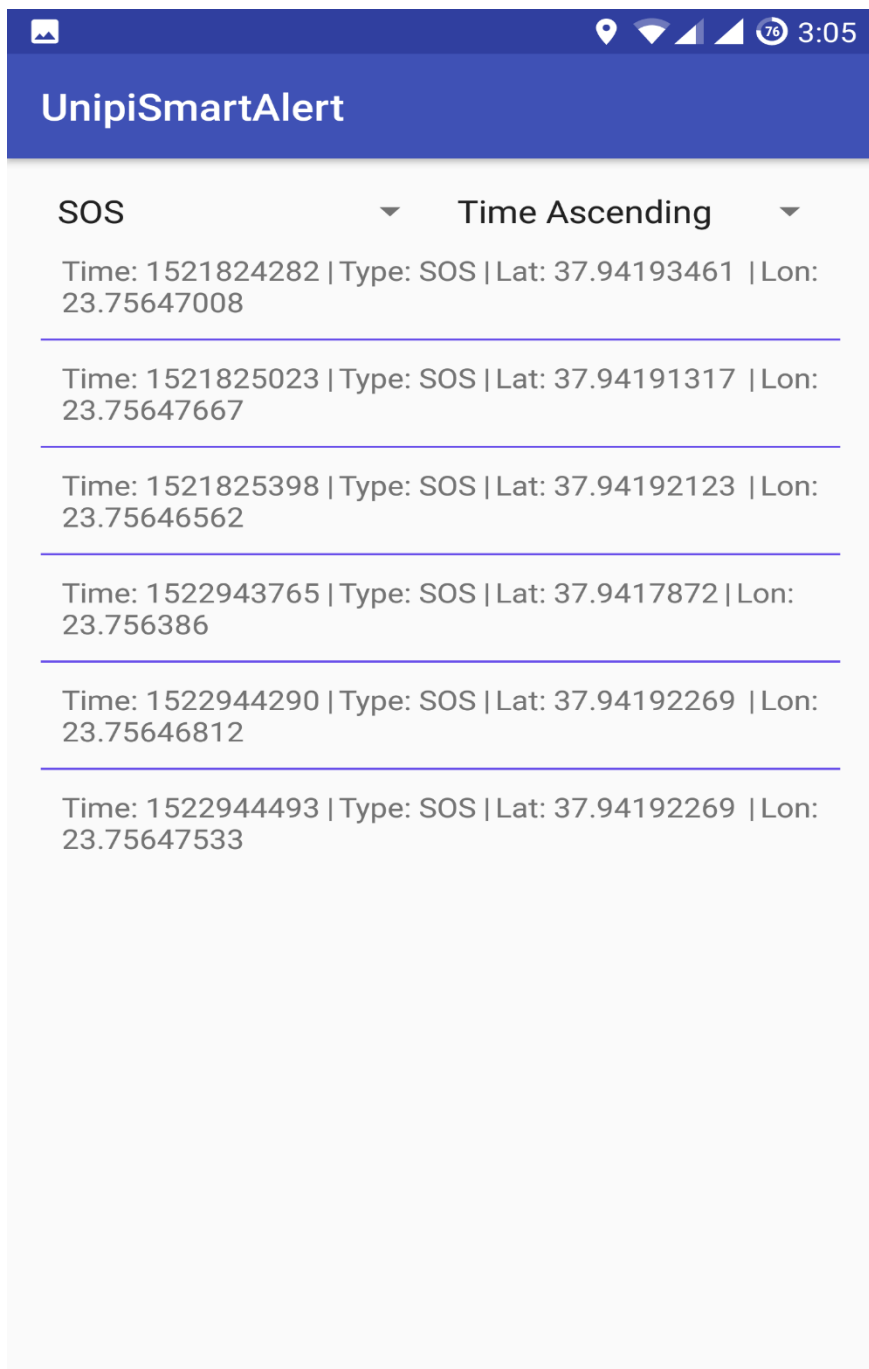 76 3:05
UnipiSmartAlert
SOS Time Ascending
Time: 1521824282 | Type: SOS | Lat: 37.94193461 | Lon:
23.75647008
Time: 1521825023 | Type: SOS | Lat: 37.94191317 | Lon:
23.75647667
Time: 1521825398 | Type: SOS | Lat: 37.94192123 | Lon:
23.75646562
Time: 1522943765 | Type: SOS | Lat: 37.9417872 | Lon:
23.756386
Time: 1522944290 | Type: SOS | Lat: 37.94192269 | Lon:
23.75646812
Time: 1522944493 | Type: SOS | Lat: 37.94192269 | Lon:
23.75647533